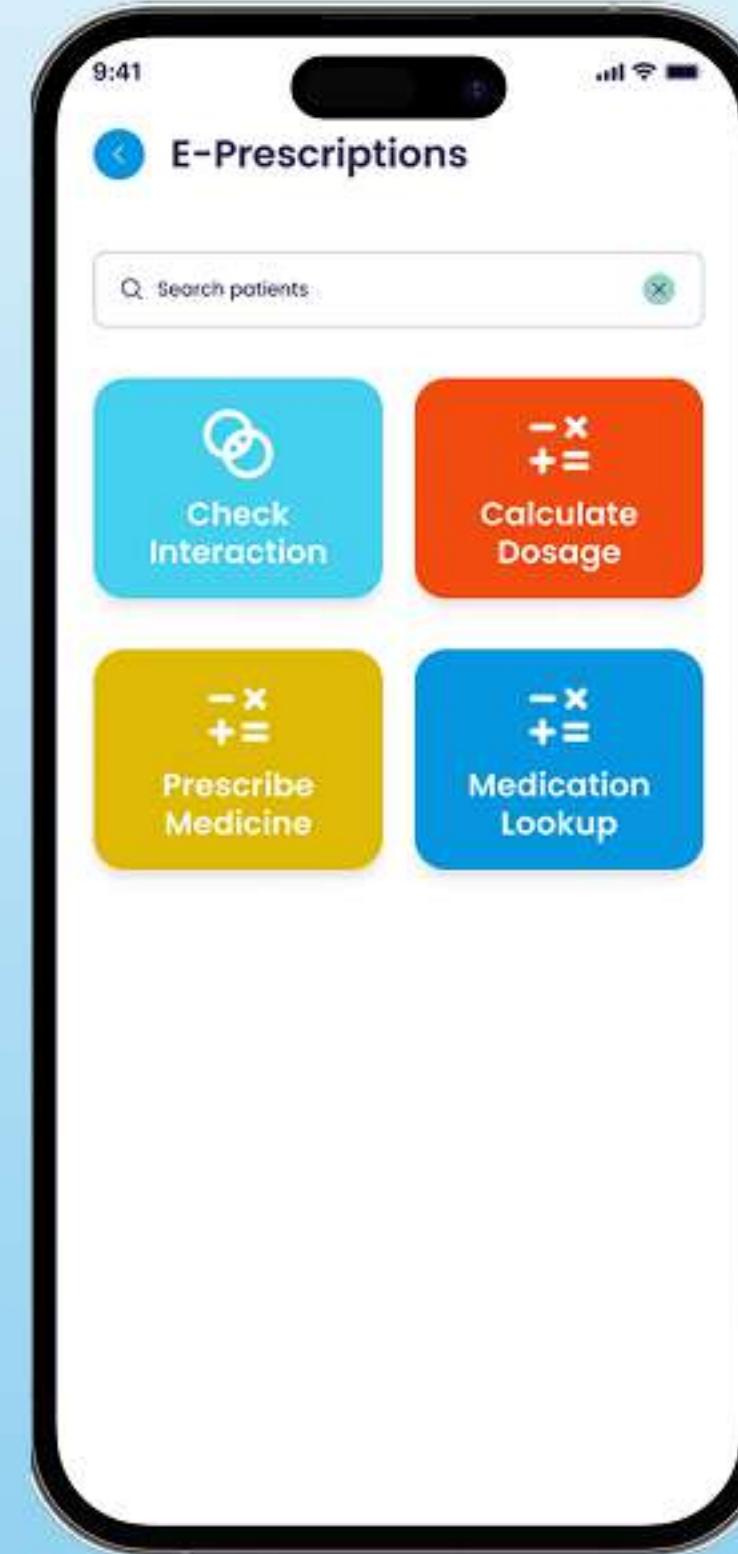 9:41
E-Prescriptions
Search patients
Check
Interaction
Calculate
Dosage
Prescribe
Medicine
Medication
Lookup